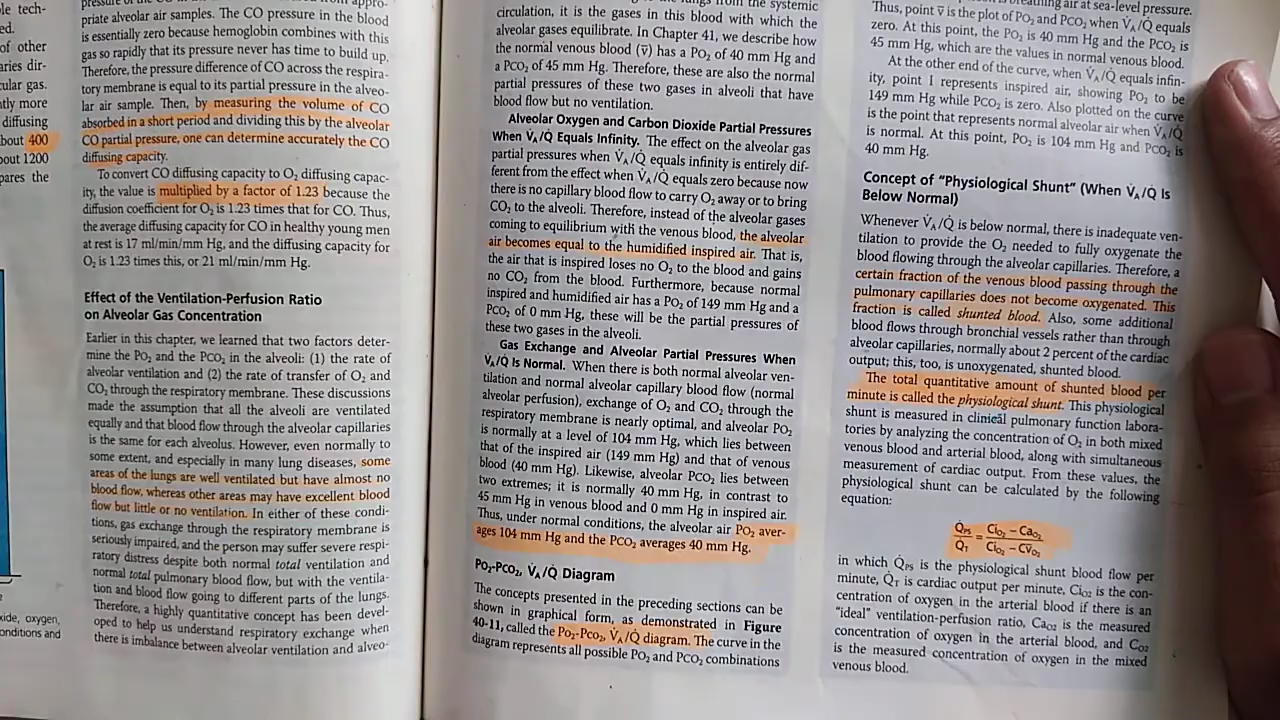 le tech-
ed.
of other
aries dir-
cular gas.
tly more
diffusing
bout 400
out 1200
pares the
xide, oxygen,
onditions and
priate alveolar air samples. The CO pressure in the blood
is essentially zero because hemoglobin combines with this
gas so rapidly that its pressure never has time to build up.
Therefore, the pressure difference of CO across the respira-
tory membrane is equal to its partial pressure in the alveo-
lar air sample. Then, by measuring the volume of CO
absorbed in a short period and dividing this by the alveolar
CO partial pressure, one can determine accurately the CO
diffusing capacity.
To convert CO diffusing capacity to O₂ diffusing capac-
ity, the value is multiplied by a factor of 1.23 because the
diffusion coefficient for O₂ is 1.23 times that for CO. Thus,
the average diffusing capacity for CO in healthy young men
at rest is 17 ml/min/mm Hg, and the diffusing capacity for
O₂ is 1.23 times this, or 21 ml/min/mm Hg.
Effect of the Ventilation-Perfusion Ratio
on Alveolar Gas Concentration
Earlier in this chapter, we learned that two factors deter-
mine the PO₂ and the PCO₂ in the alveoli: (1) the rate of
alveolar ventilation and (2) the rate of transfer of O₂ and
CO₂ through the respiratory membrane. These discussions
made the assumption that all the alveoli are ventilated
equally and that blood flow through the alveolar capillaries
is the same for each alveolus. However, even normally to
some extent, and especially in many lung diseases, some
areas of the lungs are well ventilated but have almost no
blood flow, whereas other areas may have excellent blood
flow but little or no ventilation. In either of these condi-
tions, gas exchange through the respiratory membrane is
seriously impaired, and the person may suffer severe respi-
ratory distress despite both normal total ventilation and
normal total pulmonary blood flow, but with the ventila-
tion and blood flow going to different parts of the lungs.
Therefore, a highly quantitative concept has been devel-
oped to help us understand respiratory exchange when
there is imbalance between alveolar ventilation and alveo-
lungs from the systemic
circulation, it is the gases in this blood with which the
alveolar gases equilibrate. In Chapter 41, we describe how
the normal venous blood (v̄) has a PO₂ of 40 mm Hg and
a PCO₂ of 45 mm Hg. Therefore, these are also the normal
partial pressures of these two gases in alveoli that have
blood flow but no ventilation.
Alveolar Oxygen and Carbon Dioxide Partial Pressures
When V̇A/Q̇ Equals Infinity. The effect on the alveolar gas
partial pressures when V̇A/Q̇ equals infinity is entirely dif-
ferent from the effect when V̇A/Q̇ equals zero because now
there is no capillary blood flow to carry O₂ away or to bring
CO₂ to the alveoli. Therefore, instead of the alveolar gases
coming to equilibrium with the venous blood, the alveolar
air becomes equal to the humidified inspired air. That is,
the air that is inspired loses no O₂ to the blood and gains
no CO₂ from the blood. Furthermore, because normal
inspired and humidified air has a PO₂ of 149 mm Hg and a
PCO₂ of 0 mm Hg, these will be the partial pressures of
these two gases in the alveoli.
Gas Exchange and Alveolar Partial Pressures When
V̇A/Q̇ Is Normal. When there is both normal alveolar ven-
tilation and normal alveolar capillary blood flow (normal
alveolar perfusion), exchange of O₂ and CO₂ through the
respiratory membrane is nearly optimal, and alveolar PO₂
is normally at a level of 104 mm Hg, which lies between
that of the inspired air (149 mm Hg) and that of venous
blood (40 mm Hg). Likewise, alveolar PCO₂ lies between
two extremes; it is normally 40 mm Hg, in contrast to
45 mm Hg in venous blood and 0 mm Hg in inspired air.
Thus, under normal conditions, the alveolar air PO₂ aver-
ages 104 mm Hg and the PCO₂ averages 40 mm Hg.
PO₂-PCO₂, V̇A/Q̇ Diagram
The concepts presented in the preceding sections can be
shown in graphical form, as demonstrated in Figure
40-11, called the PO₂-PCO₂, V̇A/Q̇ diagram. The curve in the
diagram represents all possible PO₂ and PCO₂ combinations
breathing air at sea-level pressure.
Thus, point v̄ is the plot of PO₂ and PCO₂ when V̇A/Q̇ equals
zero. At this point, the PO₂ is 40 mm Hg and the PCO₂ is
45 mm Hg, which are the values in normal venous blood.
At the other end of the curve, when V̇A/Q̇ equals infin-
ity, point I represents inspired air, showing PO₂ to be
149 mm Hg while PCO₂ is zero. Also plotted on the curve
is the point that represents normal alveolar air when V̇A/Q̇
is normal. At this point, PO₂ is 104 mm Hg and PCO₂ is
40 mm Hg.
Concept of “Physiological Shunt” (When V̇A/Q̇ Is
Below Normal)
Whenever V̇A/Q̇ is below normal, there is inadequate ven-
tilation to provide the O₂ needed to fully oxygenate the
blood flowing through the alveolar capillaries. Therefore, a
certain fraction of the venous blood passing through the
pulmonary capillaries does not become oxygenated. This
fraction is called shunted blood. Also, some additional
blood flows through bronchial vessels rather than through
alveolar capillaries, normally about 2 percent of the cardiac
output; this, too, is unoxygenated, shunted blood.
The total quantitative amount of shunted blood per
minute is called the physiological shunt. This physiological
shunt is measured in clinical pulmonary function labora-
tories by analyzing the concentration of O₂ in both mixed
venous blood and arterial blood, along with simultaneous
measurement of cardiac output. From these values, the
physiological shunt can be calculated by the following
equation:
Q̇PS/Q̇T = (CiO₂ − CaO₂)/(CiO₂ − Cv̄O₂)
in which Q̇PS is the physiological shunt blood flow per
minute, Q̇T is cardiac output per minute, CiO₂ is the con-
centration of oxygen in the arterial blood if there is an
“ideal” ventilation-perfusion ratio, CaO₂ is the measured
concentration of oxygen in the arterial blood, and CO₂
is the measured concentration of oxygen in the mixed
venous blood.